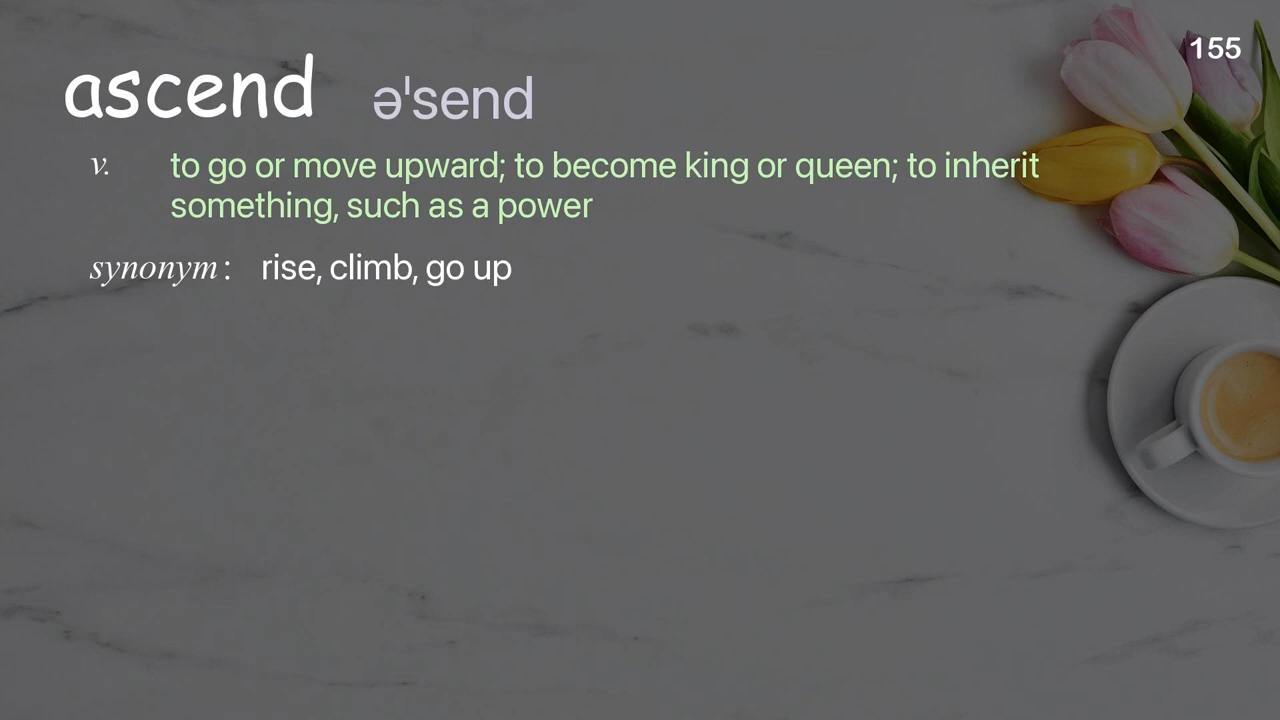 155
ascend ə'send
v. to go or move upward; to become king or queen; to inherit
something, such as a power
synonym: rise, climb, go up